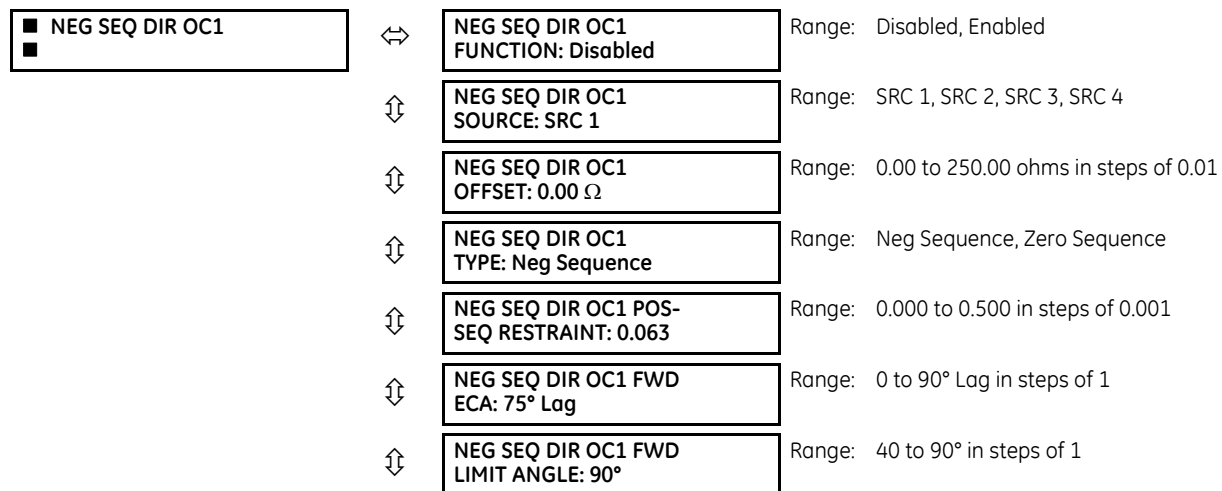 ■ NEG SEQ DIR OC1
■
NEG SEQ DIR OC1
FUNCTION: Disabled
Range: Disabled, Enabled
NEG SEQ DIR OC1
SOURCE: SRC 1
Range: SRC 1, SRC 2, SRC 3, SRC 4
NEG SEQ DIR OC1
OFFSET: 0.00 Ω
Range: 0.00 to 250.00 ohms in steps of 0.01
NEG SEQ DIR OC1
TYPE: Neg Sequence
Range: Neg Sequence, Zero Sequence
NEG SEQ DIR OC1 POS-
SEQ RESTRAINT: 0.063
Range: 0.000 to 0.500 in steps of 0.001
NEG SEQ DIR OC1 FWD
ECA: 75° Lag
Range: 0 to 90° Lag in steps of 1
NEG SEQ DIR OC1 FWD
LIMIT ANGLE: 90°
Range: 40 to 90° in steps of 1